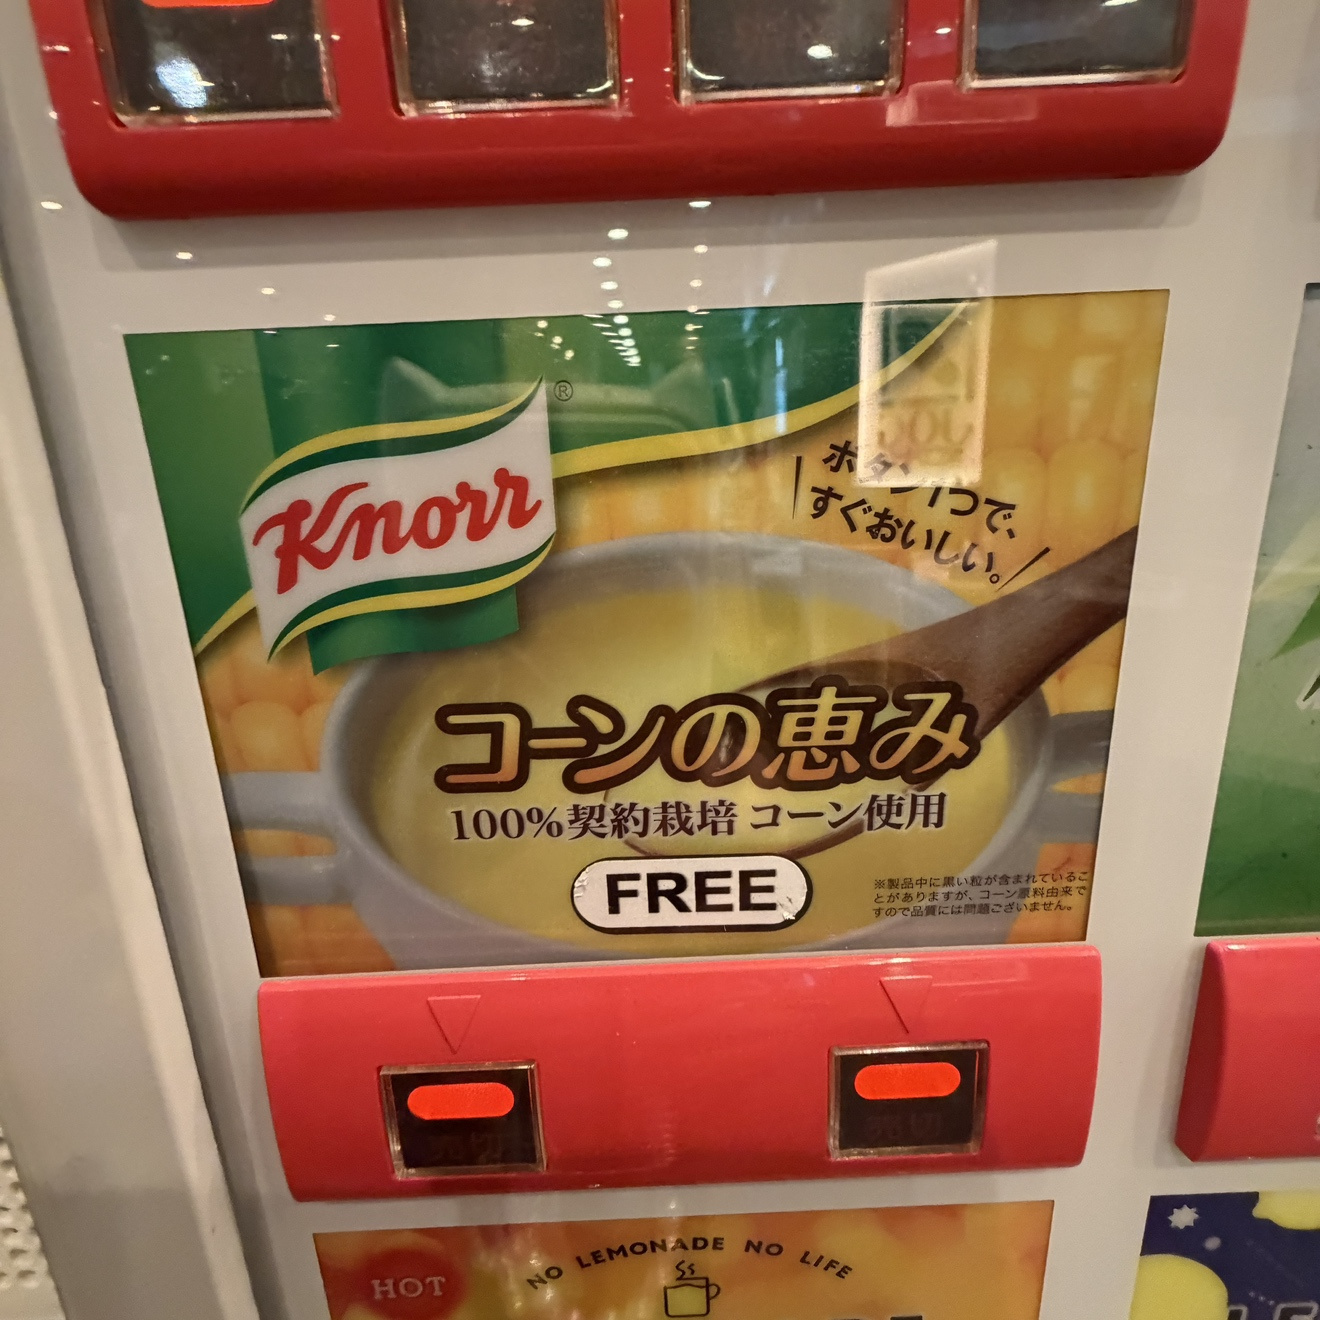 Knorr
®
ボタン1つで、
すぐおいしい。
コーンの恵み
100%契約栽培 コーン使用
FREE
※製品中に黒い粒が含まれているこ
とがありますが、コーン原料由来で
すので品質には問題ございません。
売切
売切
NO LEMONADE NO LIFE
HOT